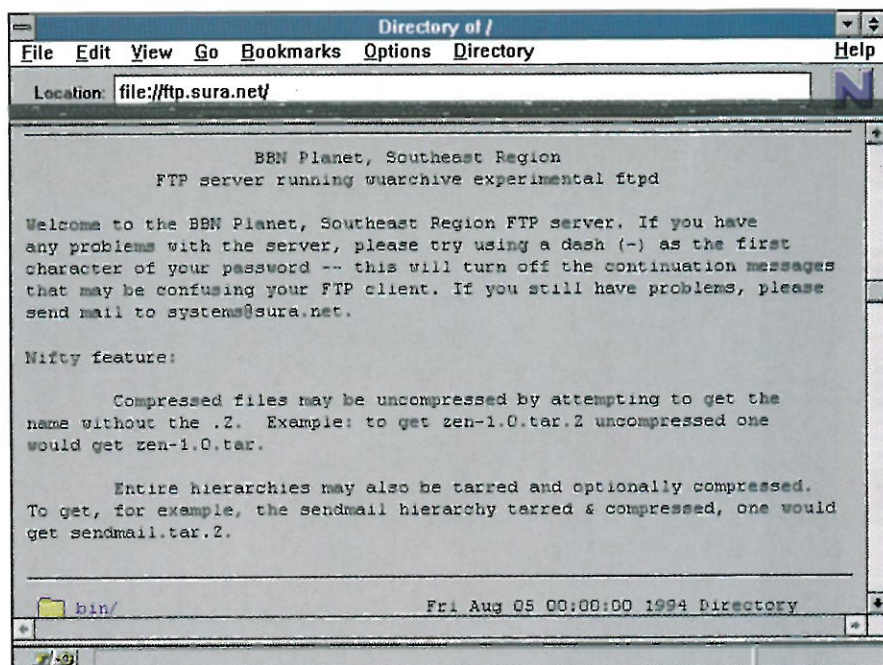 Directory of /
File Edit View Go Bookmarks Options Directory Help
Location: file://ftp.sura.net/
N
BBN Planet, Southeast Region
FTP server running wuarchive experimental ftpd
Welcome to the BBN Planet, Southeast Region FTP server. If you have
any problems with the server, please try using a dash (-) as the first
character of your password -- this will turn off the continuation messages
that may be confusing your FTP client. If you still have problems, please
send mail to systems@sura.net.
Nifty feature:
Compressed files may be uncompressed by attempting to get the
name without the .Z. Example: to get zen-1.0.tar.Z uncompressed one
would get zen-1.0.tar.
Entire hierarchies may also be tarred and optionally compressed.
To get, for example, the sendmail hierarchy tarred & compressed, one would
get sendmail.tar.Z.
bin/ Fri Aug 05 00:00:00 1994 Directory